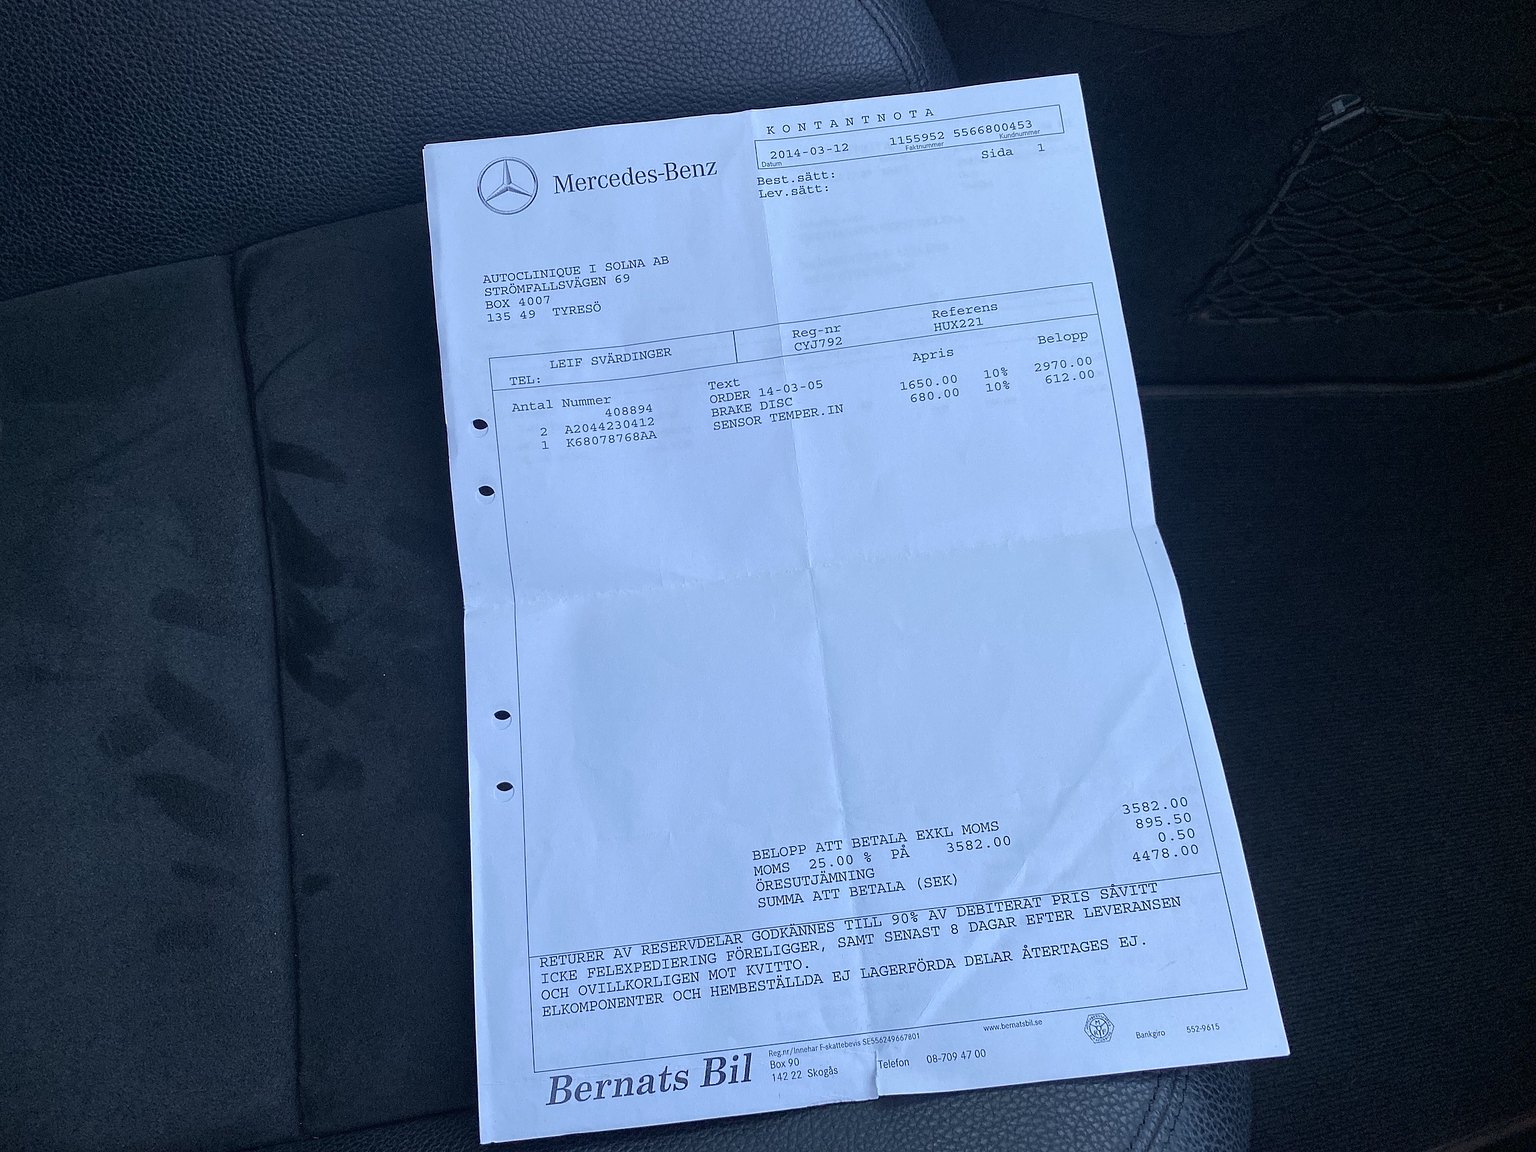 KONTANTNOTA
2014-03-12 1155952 5566800453
Datum Faktnummer Kundnummer
Sida 1
Best.sätt:
Lev.sätt:
Mercedes-Benz
AUTOCLINIQUE I SOLNA AB
STRÖMFALLSVÄGEN 69
BOX 4007
135 49 TYRESÖ
LEIF SVÄRDINGER Reg-nr Referens
TEL: CYJ792 HUX221
Antal Nummer Text Apris Belopp
408894 ORDER 14-03-05
2 A2044230412 BRAKE DISC 1650.00 10% 2970.00
1 K68078768AA SENSOR TEMPER.IN 680.00 10% 612.00
BELOPP ATT BETALA EXKL MOMS 3582.00
MOMS 25.00 % PÅ 3582.00 895.50
ÖRESUTJÄMNING 0.50
SUMMA ATT BETALA (SEK) 4478.00
RETURER AV RESERVDELAR GODKÄNNES TILL 90% AV DEBITERAT PRIS SÅVITT
ICKE FELEXPEDIERING FÖRELIGGER, SAMT SENAST 8 DAGAR EFTER LEVERANSEN
OCH OVILLKORLIGEN MOT KVITTO.
ELKOMPONENTER OCH HEMBESTÄLLDA EJ LAGERFÖRDA DELAR ÅTERTAGES EJ.
Bernats Bil
Reg.nr/Innehar F-skattebevis SE556249667801
Box 90
142 22 Skogås
Telefon 08-709 47 00
www.bernatsbil.se
Bankgiro 552-9615